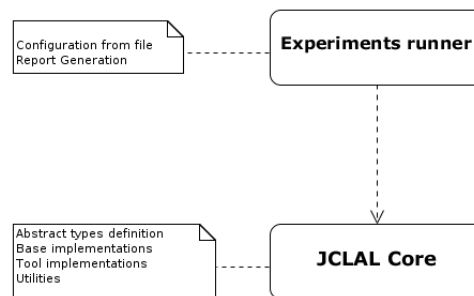 Configuration from file
Report Generation
Experiments runner
Abstract types definition
Base implementations
Tool implementations
Utilities
JCLAL Core